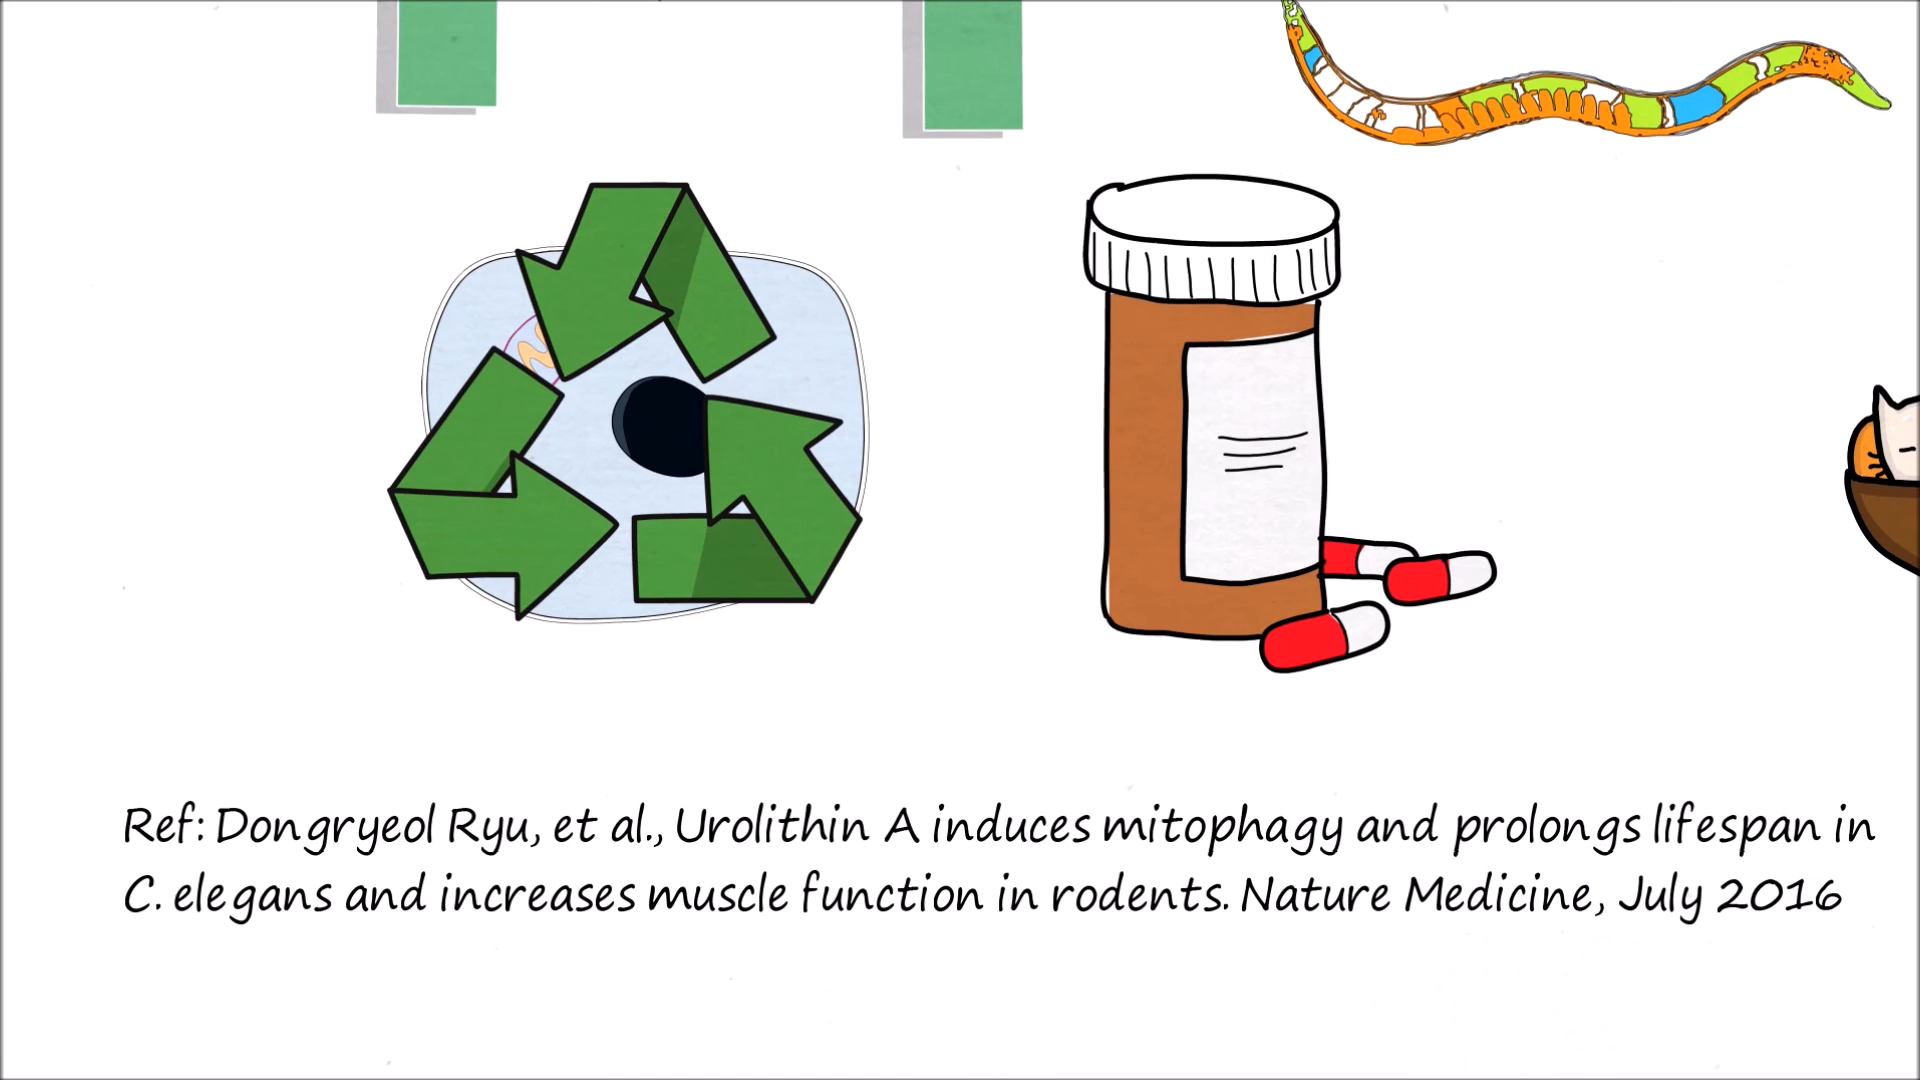 Ref: Dongryeol Ryu, et al., Urolithin A induces mitophagy and prolongs lifespan in
C. elegans and increases muscle function in rodents. Nature Medicine, July 2016